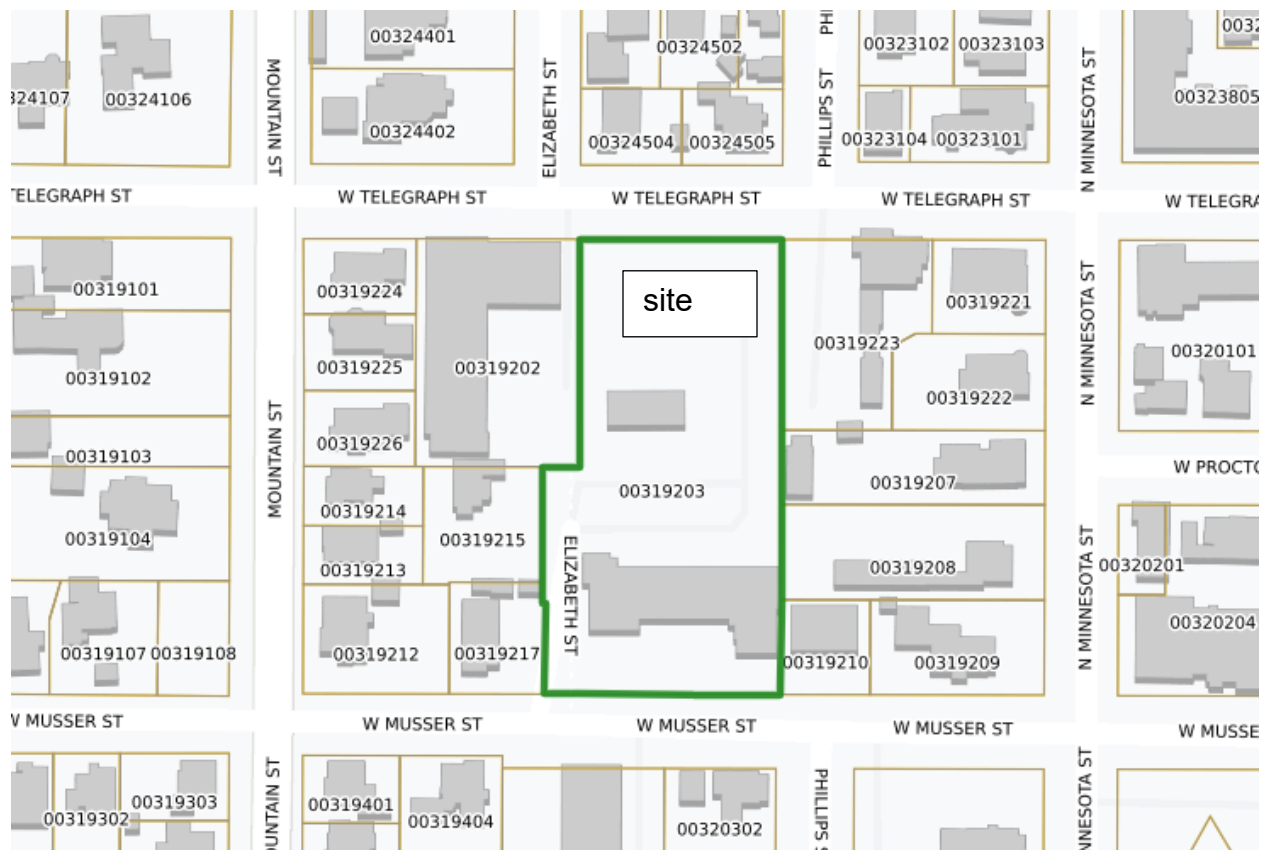 00324401
00324502
00323102
00323103
MOUNTAIN ST
ELIZABETH ST
PHILLIPS ST
N MINNESOTA ST
324107
00324106
00324402
00324504
00324505
00323104
00323101
00323805
TELEGRAPH ST
W TELEGRAPH ST
W TELEGRAPH ST
W TELEGRAPH ST
W TELEGRA
00319101
00319224
site
00319221
N MINNESOTA ST
00319223
00320101
00319102
00319225
00319202
00319222
MOUNTAIN ST
00319226
00319103
W PROCTO
00319207
00319203
00319214
00319104
00319215
00319213
ELIZABETH ST
00319208
N MINNESOTA ST
00320201
00320204
00319107
00319108
00319212
00319217
00319210
00319209
W MUSSER ST
W MUSSER ST
W MUSSER ST
W MUSSER ST
W MUSSE
UNTAIN ST
S PHILLIPS
NNESOTA ST
00319303
00319401
00319302
00319404
00320302